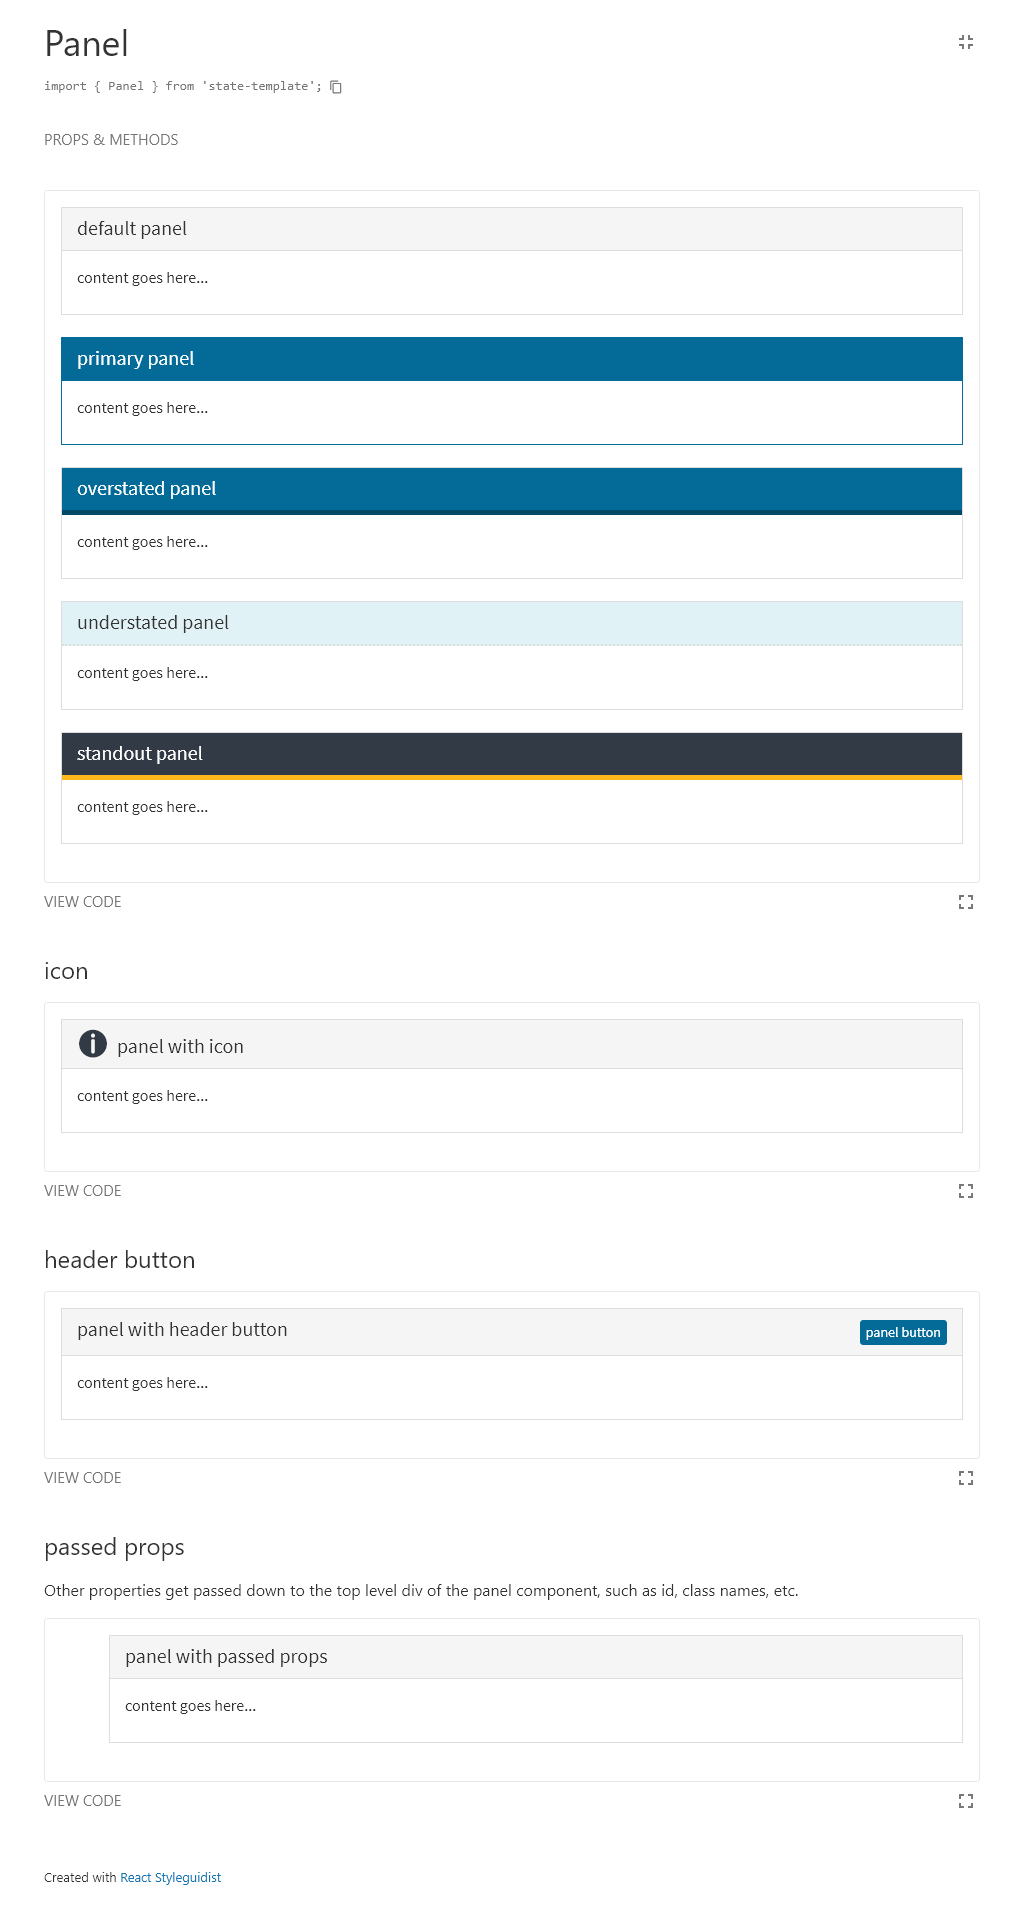 Panel
import { Panel } from 'state-template';
PROPS & METHODS
default panel
content goes here...
primary panel
content goes here...
overstated panel
content goes here...
understated panel
content goes here...
standout panel
content goes here...
VIEW CODE
icon
panel with icon
content goes here...
VIEW CODE
header button
panel with header button
panel button
content goes here...
VIEW CODE
passed props
Other properties get passed down to the top level div of the panel component, such as id, class names, etc.
panel with passed props
content goes here...
VIEW CODE
Created with React Styleguidist